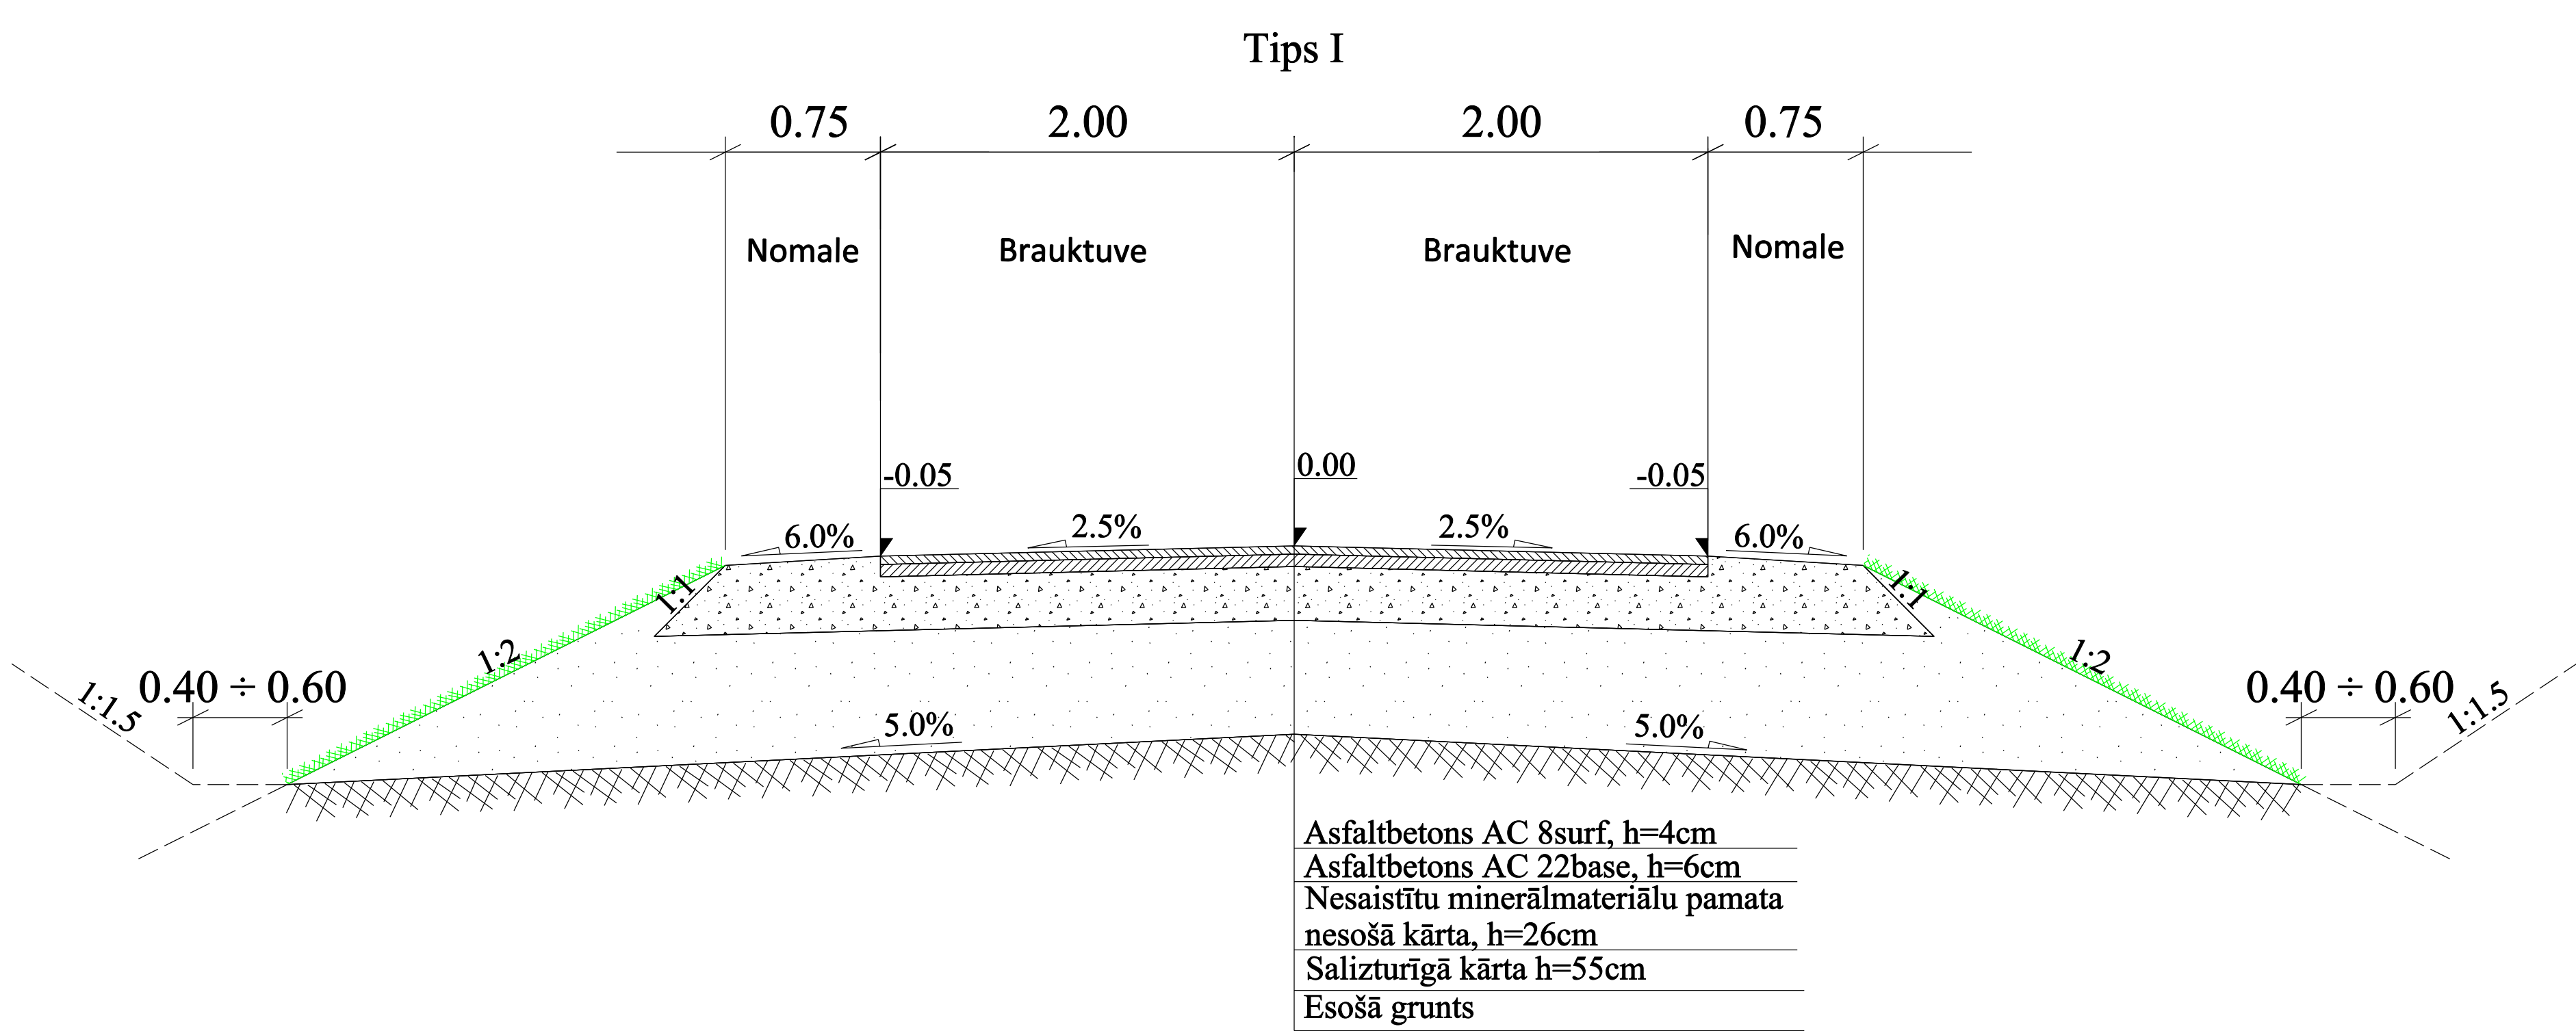 Tips I
0.75 2.00 2.00 0.75
Nomale Brauktuve Brauktuve Nomale
-0.05 0.00 -0.05
6.0% 2.5% 2.5% 6.0%
1:1 1:1
1:2 1:2
1:1.5 0.40 ÷ 0.60 0.40 ÷ 0.60 1:1.5
5.0% 5.0%
Asfaltbetons AC 8surf, h=4cm
Asfaltbetons AC 22base, h=6cm
Nesaistītu minerālmateriālu pamata
nesošā kārta, h=26cm
Salizturīgā kārta h=55cm
Esošā grunts